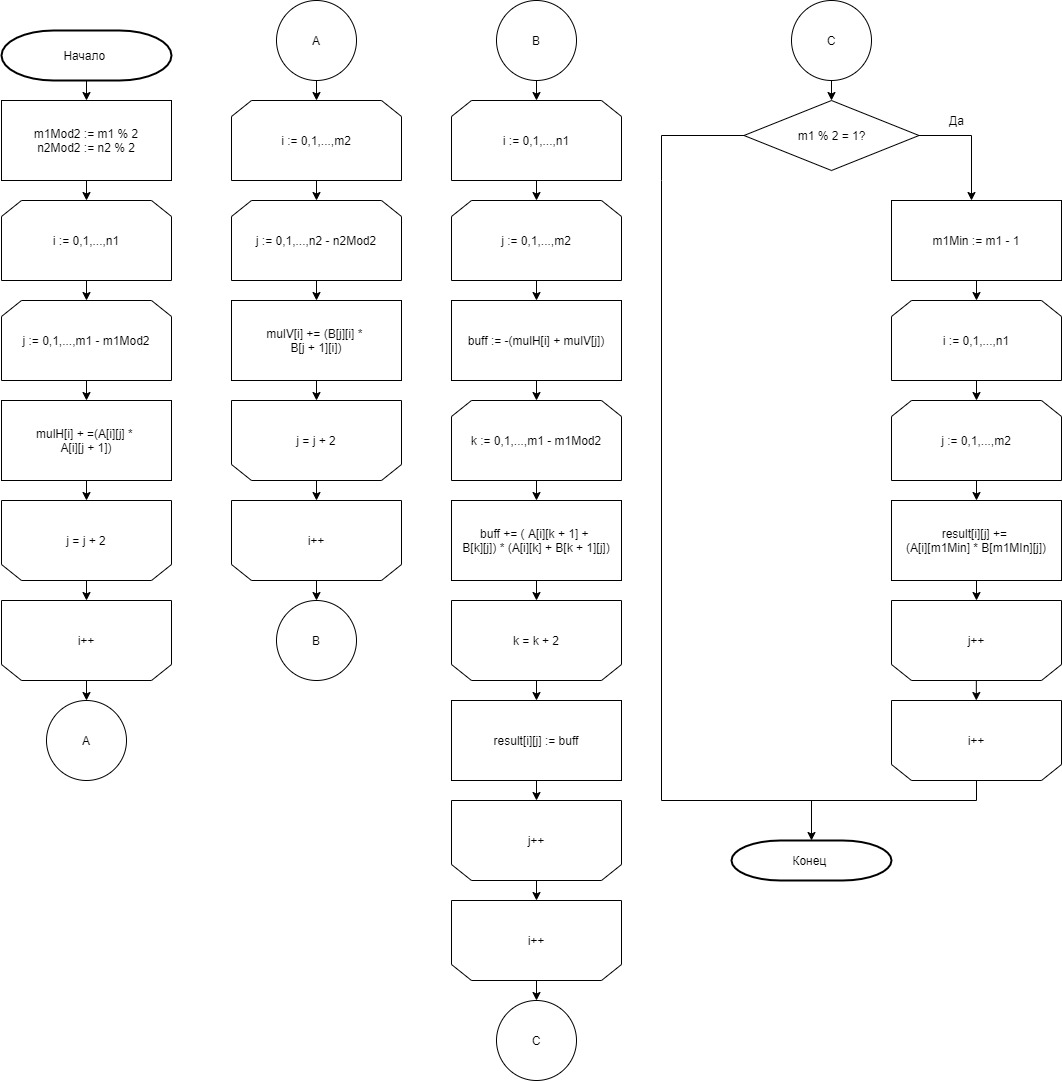 Начало
m1Mod2 := m1 % 2
n2Mod2 := n2 % 2
i := 0,1,...,n1
j := 0,1,...,m1 - m1Mod2
mulH[i] + =(A[i][j] *
A[i][j + 1])
j = j + 2
i++
A
A
i := 0,1,...,m2
j := 0,1,...,n2 - n2Mod2
mulV[i] += (B[j][i] *
B[j + 1][i])
j = j + 2
i++
B
B
i := 0,1,...,n1
j := 0,1,...,m2
buff := -(mulH[i] + mulV[j])
k := 0,1,...,m1 - m1Mod2
buff += ( A[i][k + 1] +
B[k][j]) * (A[i][k] + B[k + 1][j])
k = k + 2
result[i][j] := buff
j++
i++
C
C
m1 % 2 = 1?
Да
m1Min := m1 - 1
i := 0,1,...,n1
j := 0,1,...,m2
result[i][j] +=
(A[i][m1Min] * B[m1MIn][j])
j++
i++
Конец